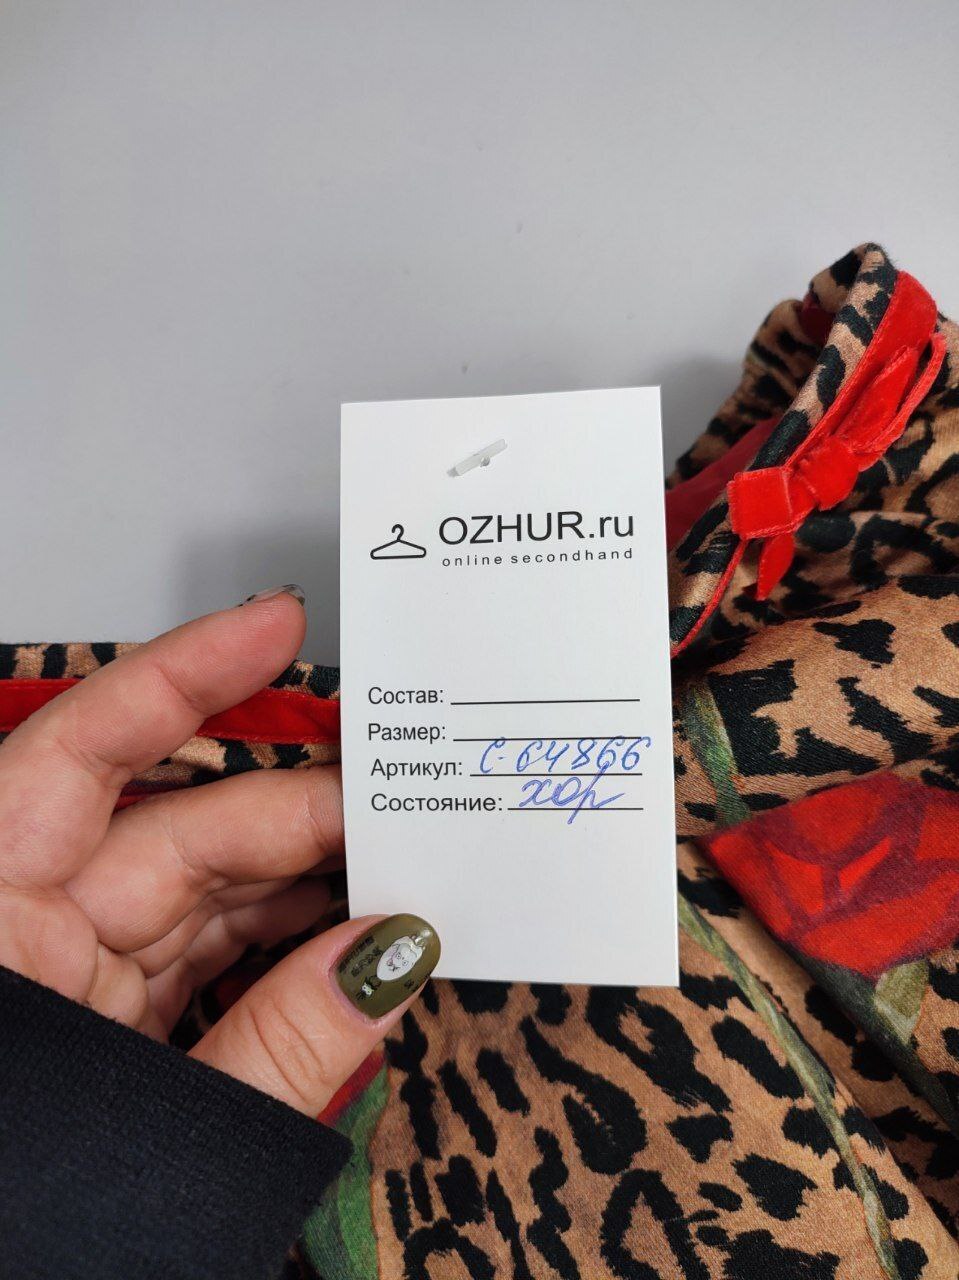 OZHUR.ru
online secondhand
Состав:
Размер:
Артикул: С-64866
Состояние: хор